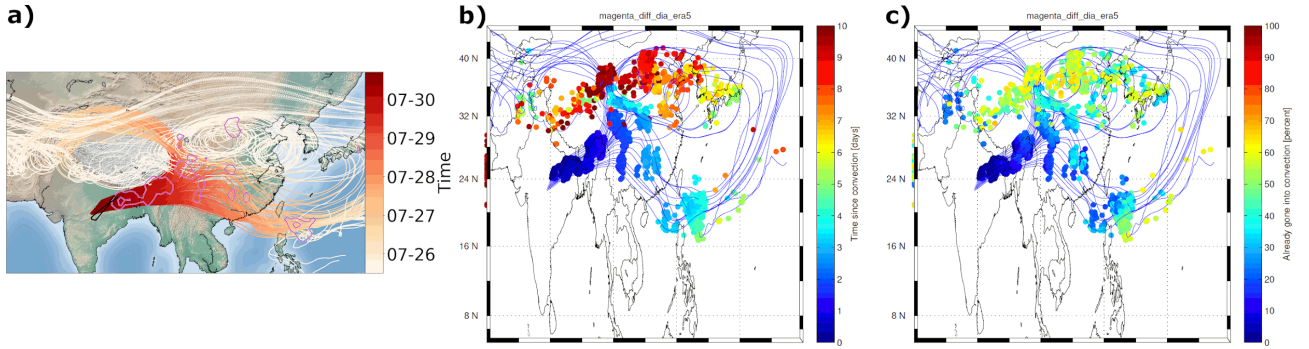 a)
07-30
07-29
07-28
07-27
07-26
Time
b)
magenta_diff_dia_era5
40 N
32 N
24 N
16 N
8 N
10
9
8
7
6
5
4
3
2
1
0
Time since convection [days]
c)
magenta_diff_dia_era5
40 N
32 N
24 N
16 N
8 N
100
90
80
70
60
50
40
30
20
10
0
Already gone into convection [percent]